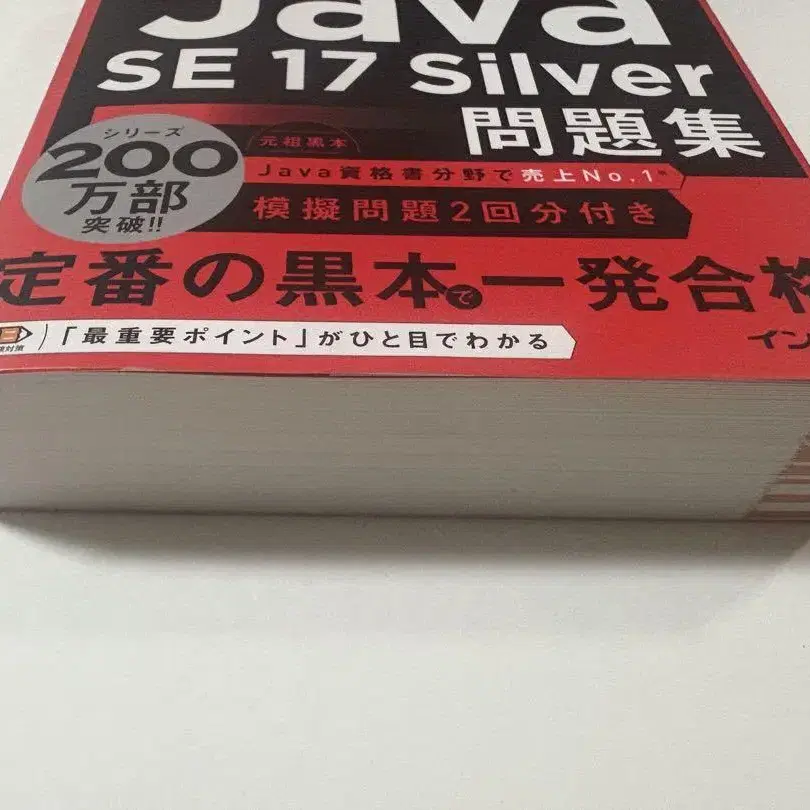 Java
SE 17 Silver
問題集
シリーズ
200
万部
突破!!
元祖黒本
Java資格書分野で売上No.1※
模擬問題2回分付き
定番の黒本で一発合格
「最重要ポイント」がひと目でわかる
イン